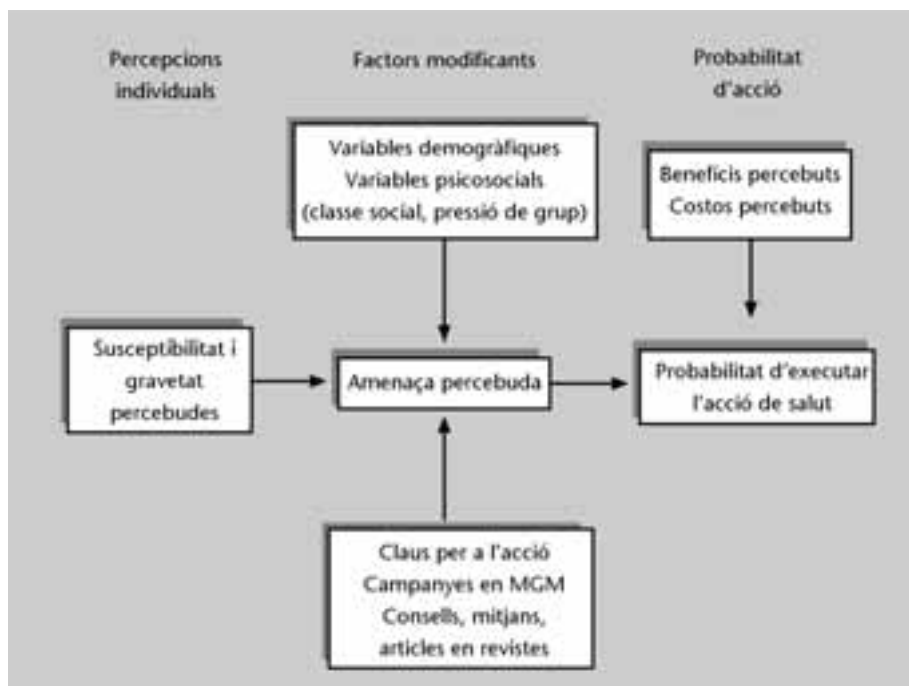 Percepcions
individuals
Factors modificants
Probabilitat
d'acció
Variables demogràfiques
Variables psicosocials
(classe social, pressió de grup)
Beneficis percebuts
Costos percebuts
Susceptibilitat i
gravetat
percebudes
Amenaça percebuda
Probabilitat d'executar
l'acció de salut
Claus per a l'acció
Campanyes en MGM
Consells, mitjans,
articles en revistes